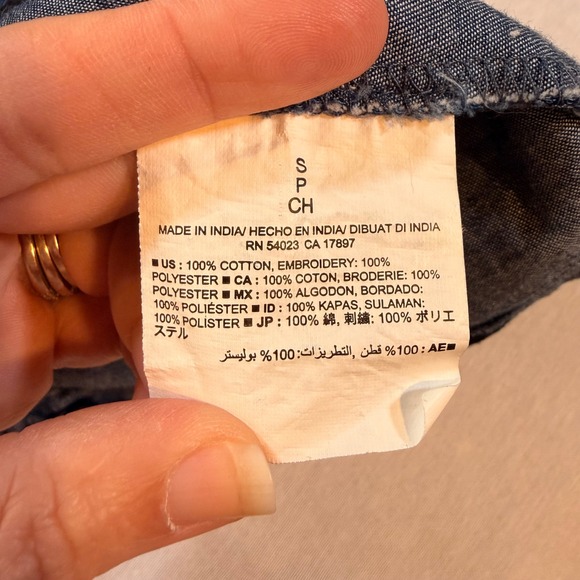 S
P
CH
MADE IN INDIA/ HECHO EN INDIA/ DIBUAT DI INDIA
RN 54023 CA 17897
■ US : 100% COTTON, EMBROIDERY: 100%
POLYESTER ■ CA : 100% COTON, BRODERIE: 100%
POLYESTER ■ MX : 100% ALGODON, BORDADO:
100% POLIÉSTER ■ ID : 100% KAPAS, SULAMAN:
100% POLISTER ■ JP : 100% 綿, 刺繍: 100% ポリエ
ステル
■AE : 100% قطن ,التطريزات: 100% بوليستر